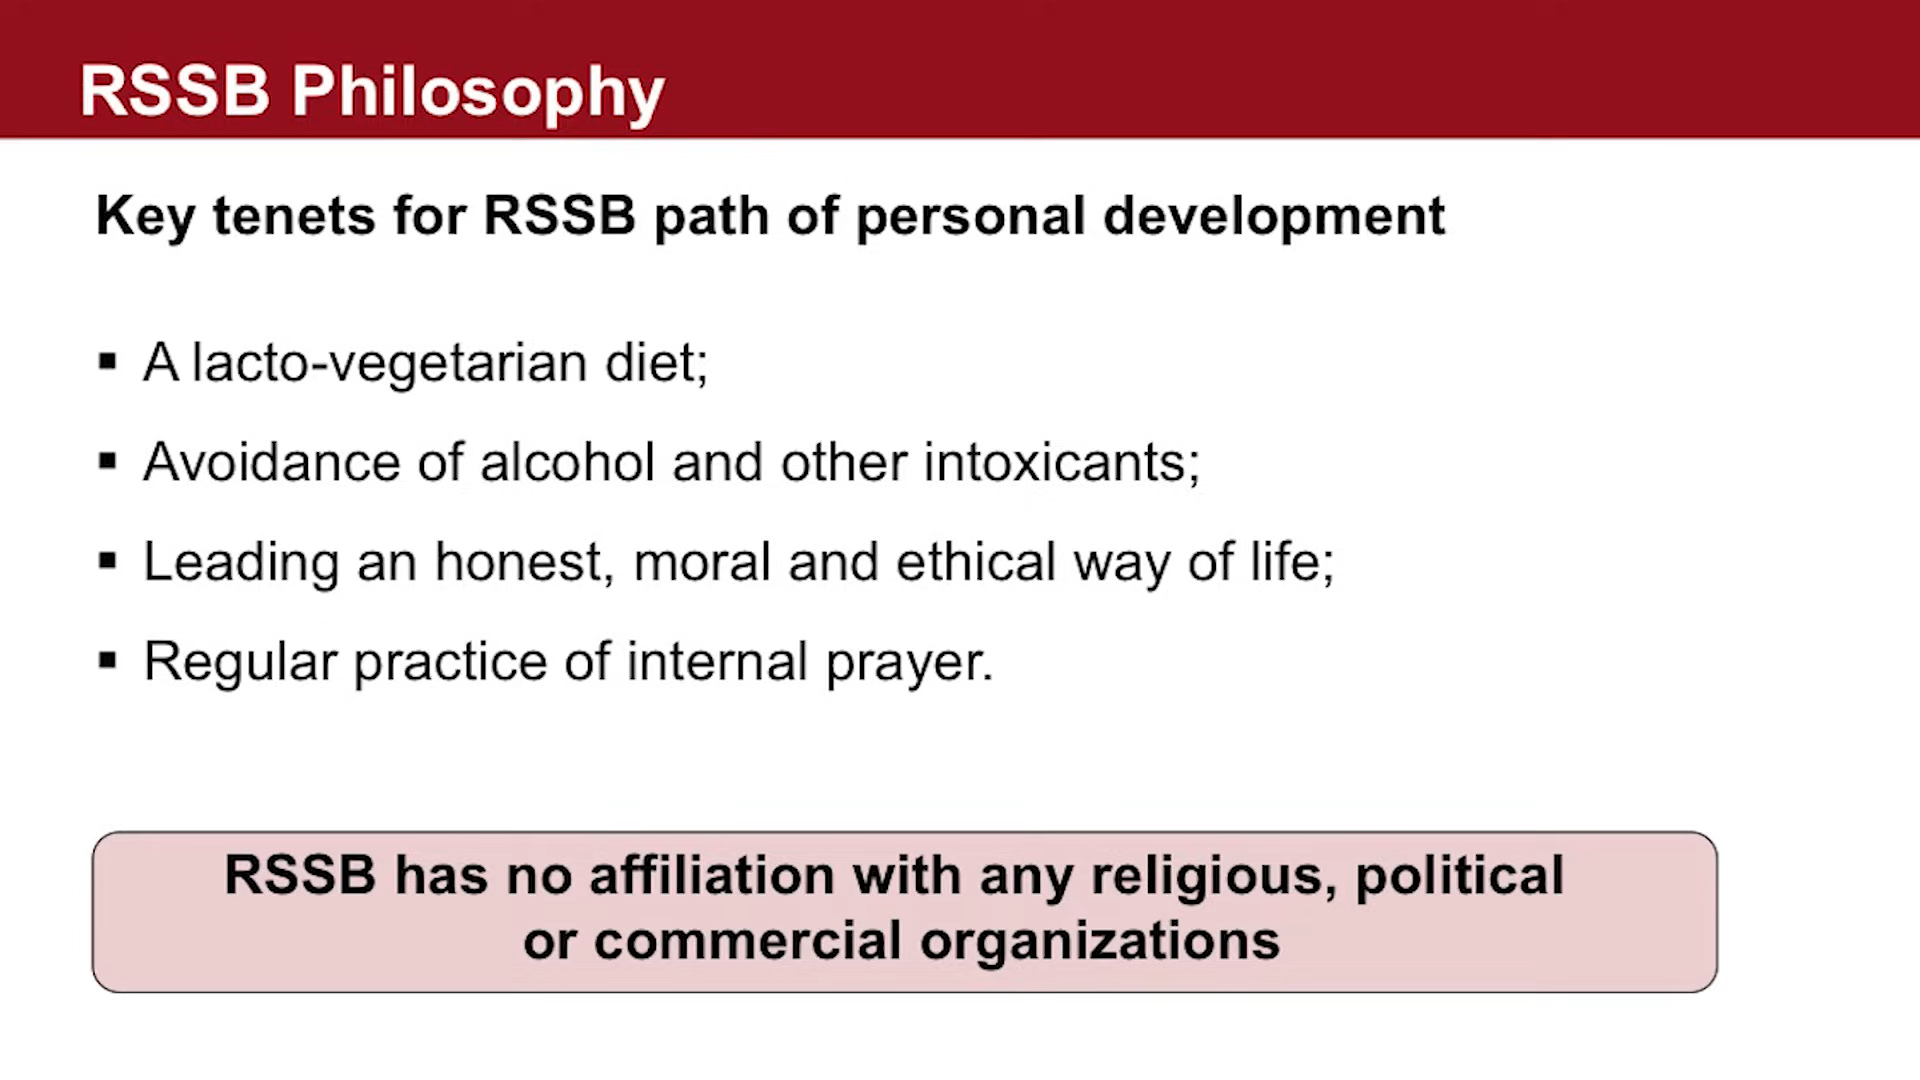 RSSB Philosophy
Key tenets for RSSB path of personal development
▪ A lacto-vegetarian diet;
▪ Avoidance of alcohol and other intoxicants;
▪ Leading an honest, moral and ethical way of life;
▪ Regular practice of internal prayer.
RSSB has no affiliation with any religious, political
or commercial organizations